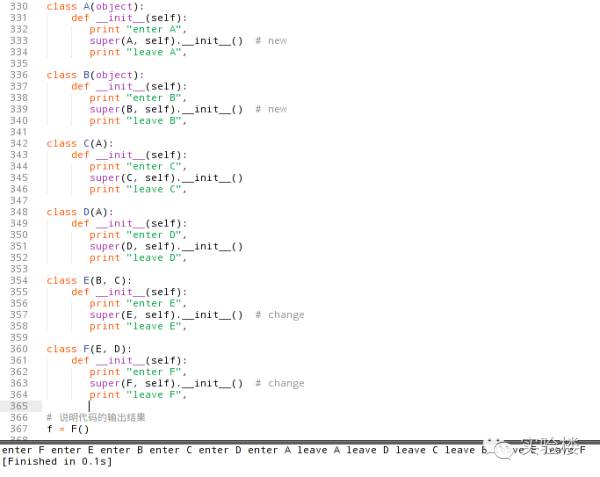 330 class A(object):
331 def __init__(self):
332 print "enter A",
333 super(A, self).__init__() # new
334 print "leave A",
335
336 class B(object):
337 def __init__(self):
338 print "enter B",
339 super(B, self).__init__() # new
340 print "leave B",
341
342 class C(A):
343 def __init__(self):
344 print "enter C",
345 super(C, self).__init__()
346 print "leave C",
347
348 class D(A):
349 def __init__(self):
350 print "enter D",
351 super(D, self).__init__()
352 print "leave D",
353
354 class E(B, C):
355 def __init__(self):
356 print "enter E",
357 super(E, self).__init__() # change
358 print "leave E",
359
360 class F(E, D):
361 def __init__(self):
362 print "enter F",
363 super(F, self).__init__() # change
364 print "leave F",
365
366 # 说明代码的输出结果
367 f = F()
enter F enter E enter B enter C enter D enter A leave A leave D leave C leave B leave E leave F
[Finished in 0.1s]
实验楼